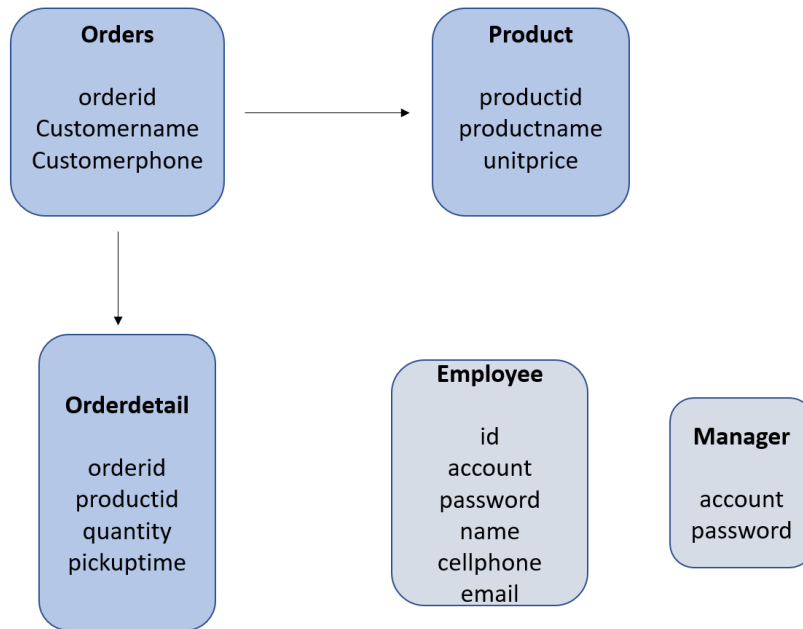 Orders
orderid
Customername
Customerphone
Product
productid
productname
unitprice
Orderdetail
orderid
productid
quantity
pickuptime
Employee
id
account
password
name
cellphone
email
Manager
account
password